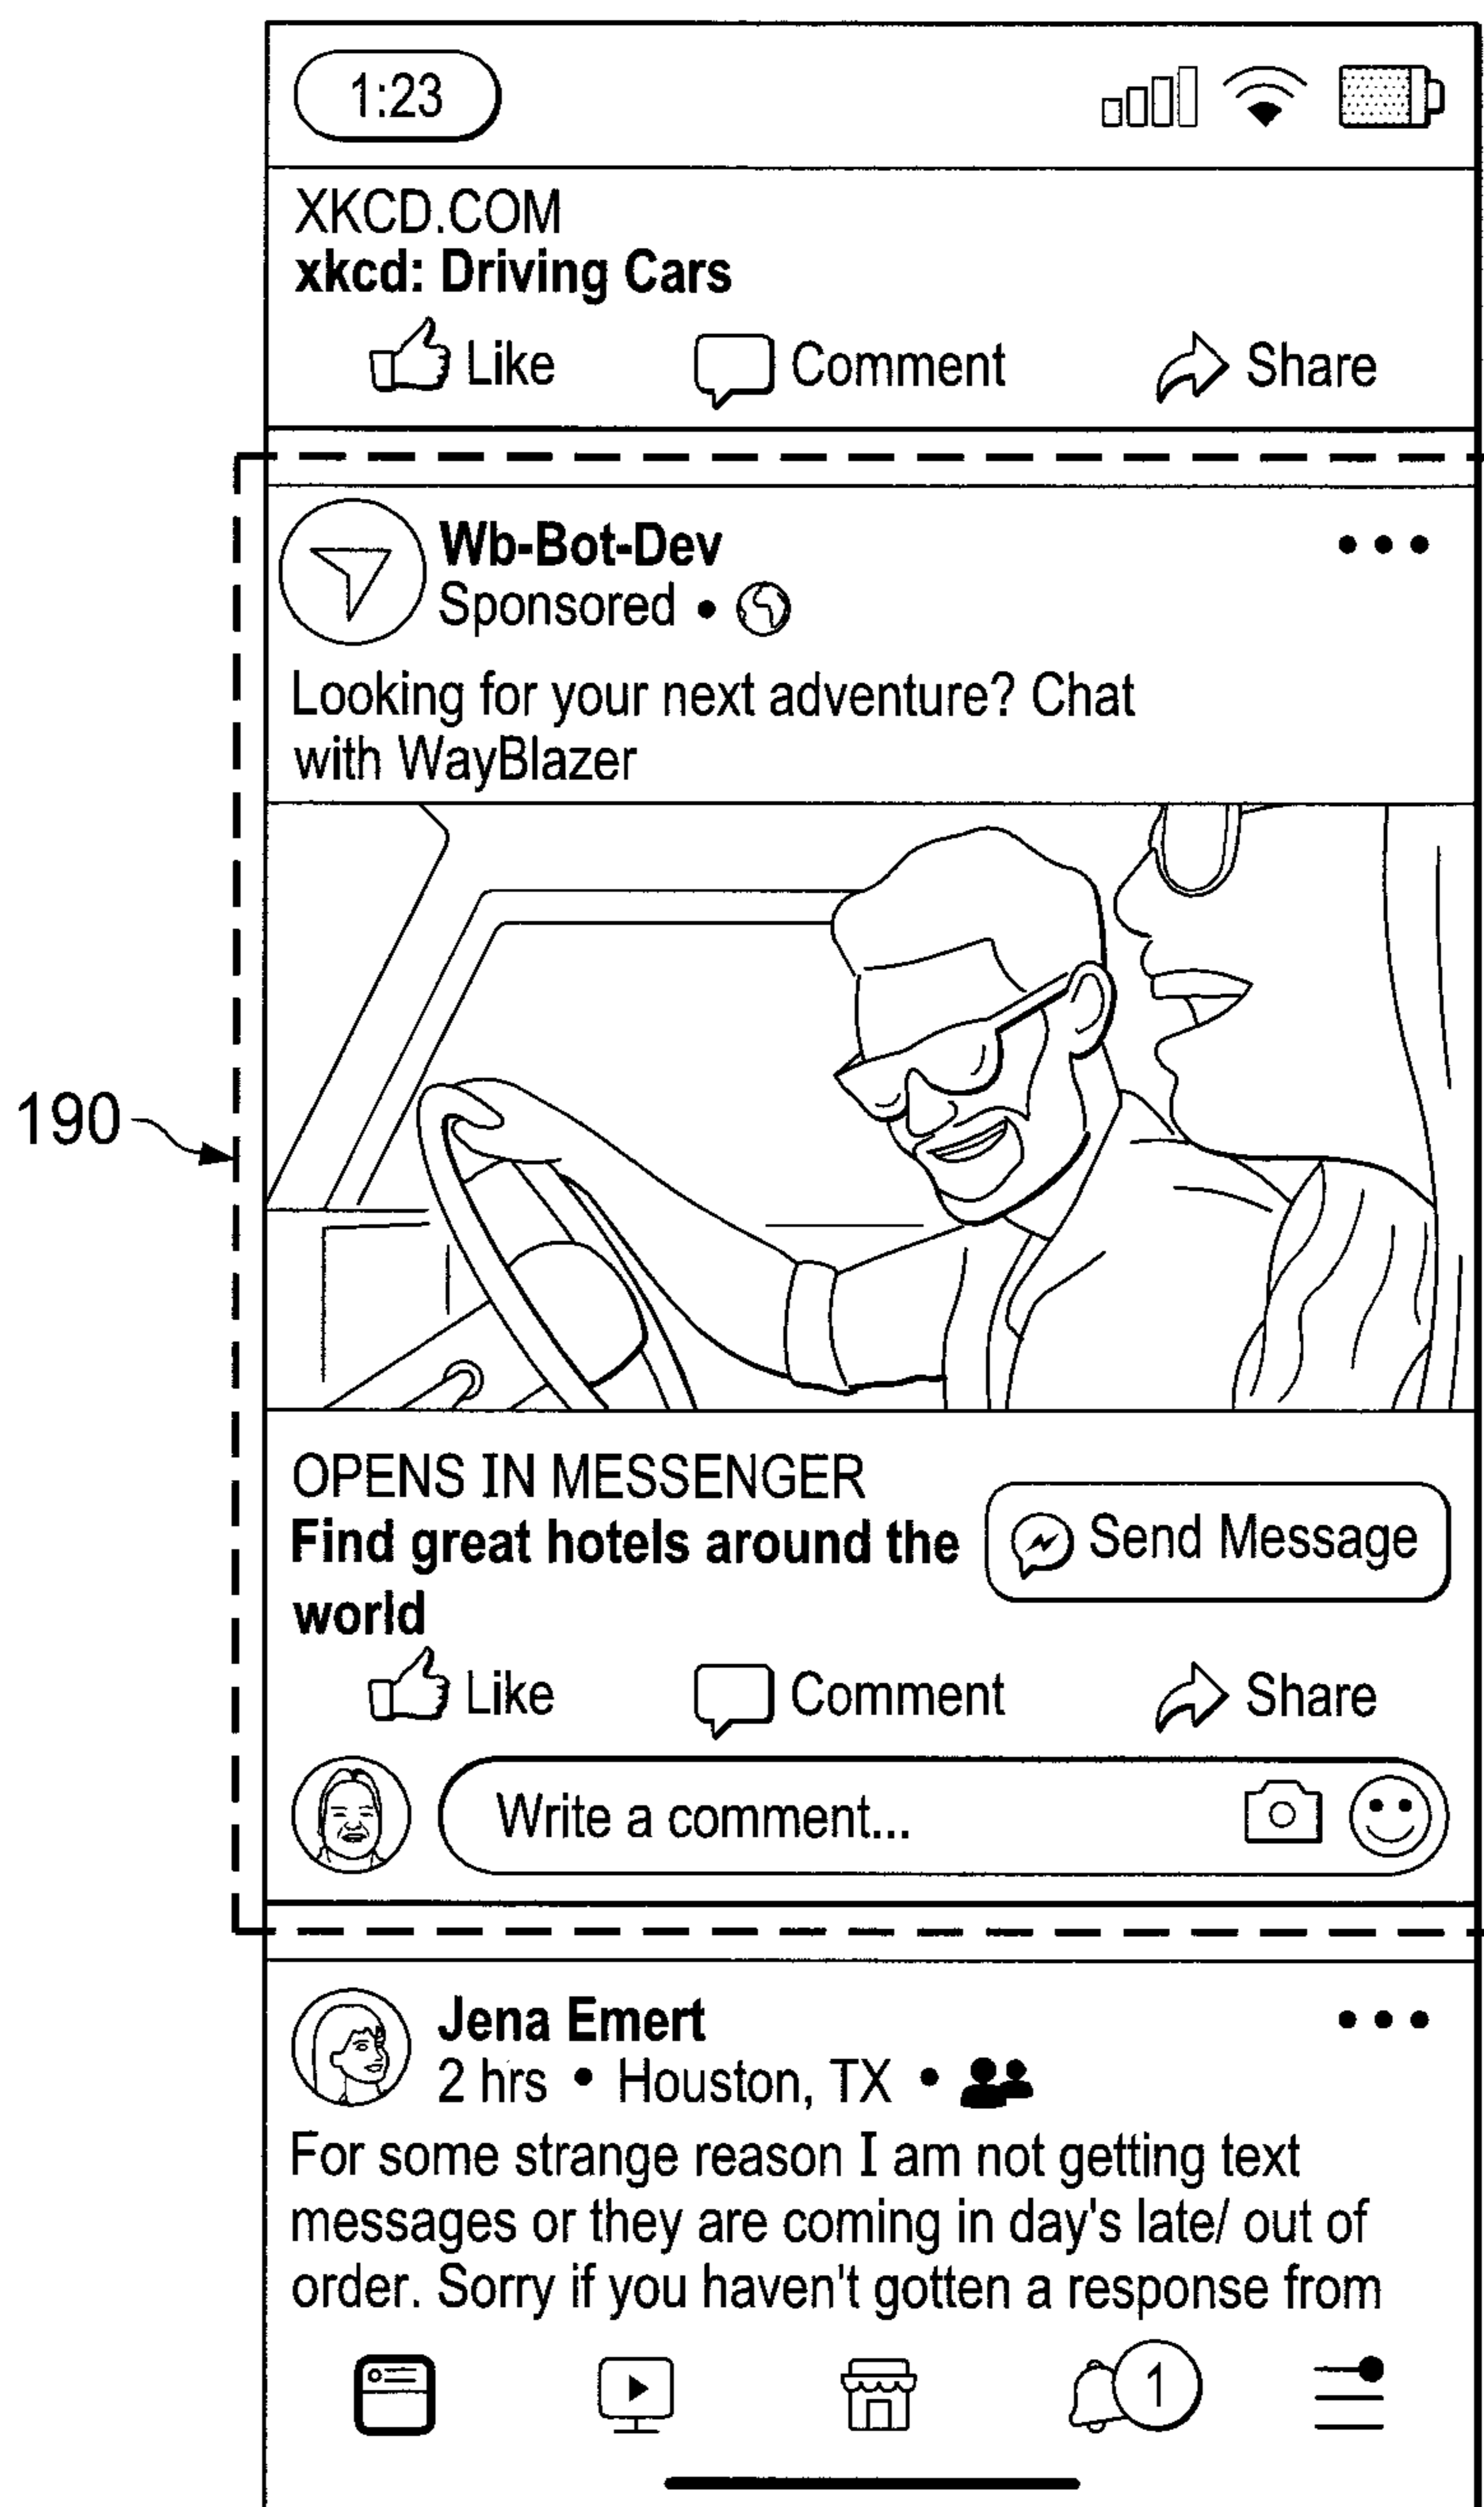 1:23
XKCD.COM
xkcd: Driving Cars
Like Comment Share
Wb-Bot-Dev
Sponsored •
Looking for your next adventure? Chat
with WayBlazer
190
OPENS IN MESSENGER
Find great hotels around the
world
Send Message
Like Comment Share
Write a comment...
Jena Emert
2 hrs • Houston, TX •
For some strange reason I am not getting text
messages or they are coming in day's late/ out of
order. Sorry if you haven't gotten a response from
1